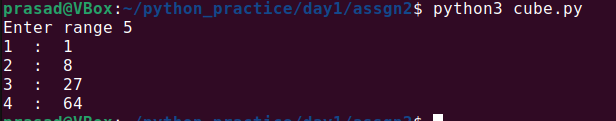 prasad@VBox:~/python_practice/day1/assgn2$ python3 cube.py
Enter range 5
1  :  1
2  :  8
3  :  27
4  :  64
prasad@VBox:~/python_practice/day1/assgn2$